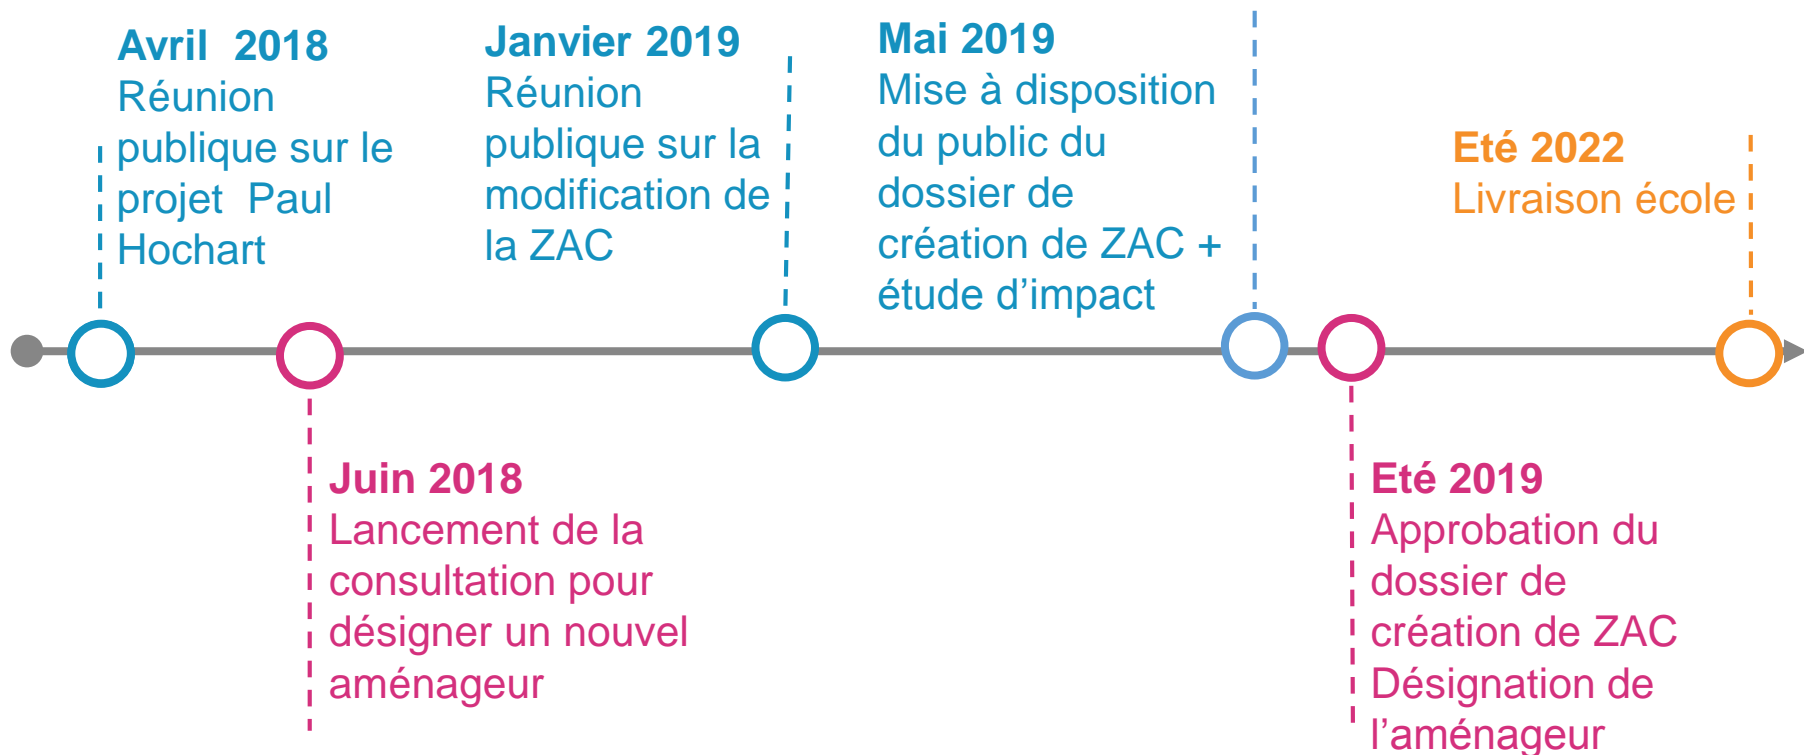 Avril  2018
Réunion
publique sur le
projet  Paul
Hochart
Janvier 2019
Réunion
publique sur la
modification de
la ZAC
Mai 2019
Mise à disposition
du public du
dossier de
création de ZAC +
étude d’impact
Eté 2022
Livraison école
Juin 2018
Lancement de la
consultation pour
désigner un nouvel
aménageur
Eté 2019
Approbation du
dossier de
création de ZAC
Désignation de
l’aménageur